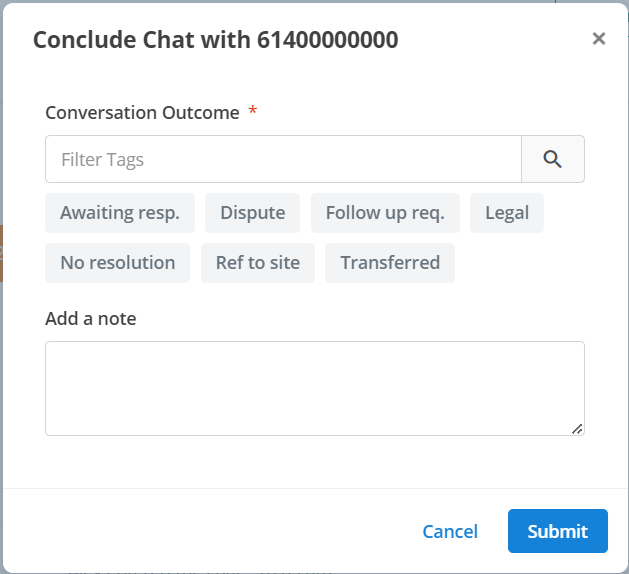 Conclude Chat with 61400000000
×
Conversation Outcome *
Filter Tags
Awaiting resp. Dispute Follow up req. Legal
No resolution Ref to site Transferred
Add a note
Cancel Submit